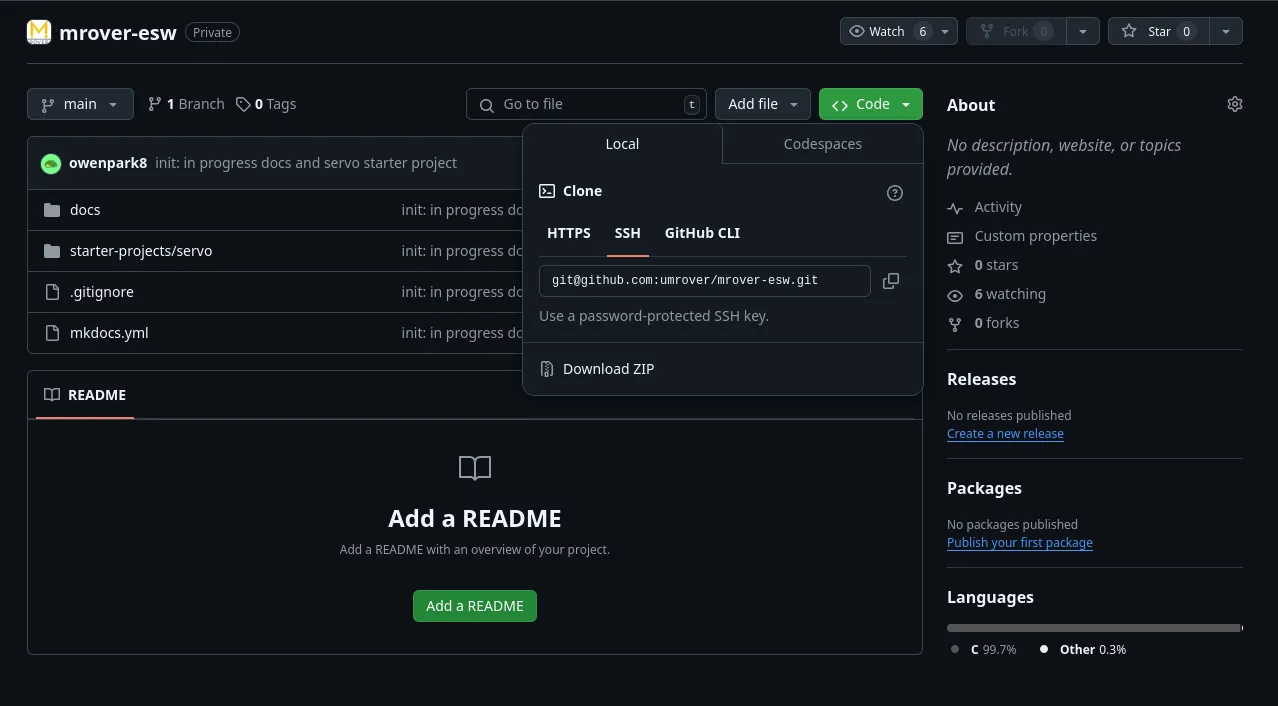 mrover-esw Private
Watch 6
Fork 0
Star 0
main
1 Branch
0 Tags
Go to file t
Add file
Code
owenpark8 init: in progress docs and servo starter project
docs init: in progress do
starter-projects/servo init: in progress do
.gitignore init: in progress do
mkdocs.yml init: in progress do
Local Codespaces
Clone
HTTPS SSH GitHub CLI
git@github.com:umrover/mrover-esw.git
Use a password-protected SSH key.
Download ZIP
README
Add a README
Add a README with an overview of your project.
Add a README
About
No description, website, or topics
provided.
Activity
Custom properties
0 stars
6 watching
0 forks
Releases
No releases published
Create a new release
Packages
No packages published
Publish your first package
Languages
C 99.7% Other 0.3%